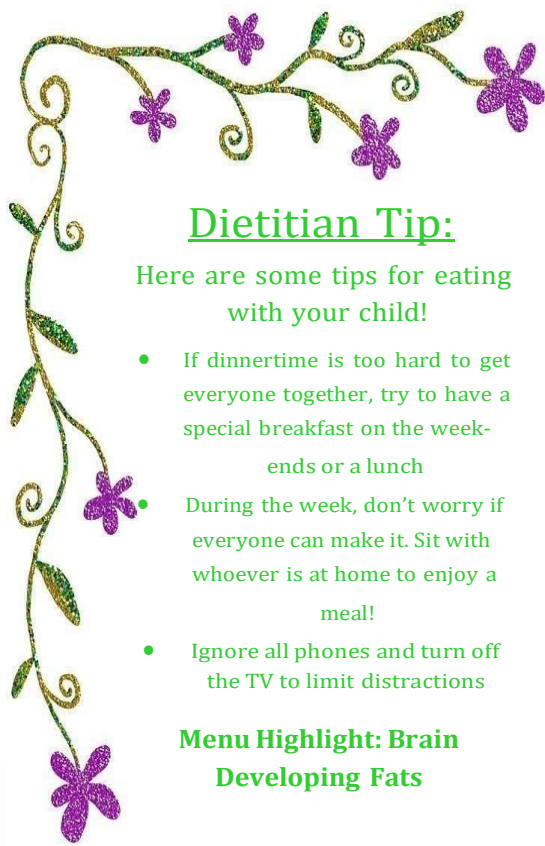 Dietitian Tip:
Here are some tips for eating
with your child!
• If dinnertime is too hard to get
everyone together, try to have a
special breakfast on the week-
ends or a lunch
• During the week, don’t worry if
everyone can make it. Sit with
whoever is at home to enjoy a
meal!
• Ignore all phones and turn off
the TV to limit distractions
Menu Highlight: Brain
Developing Fats